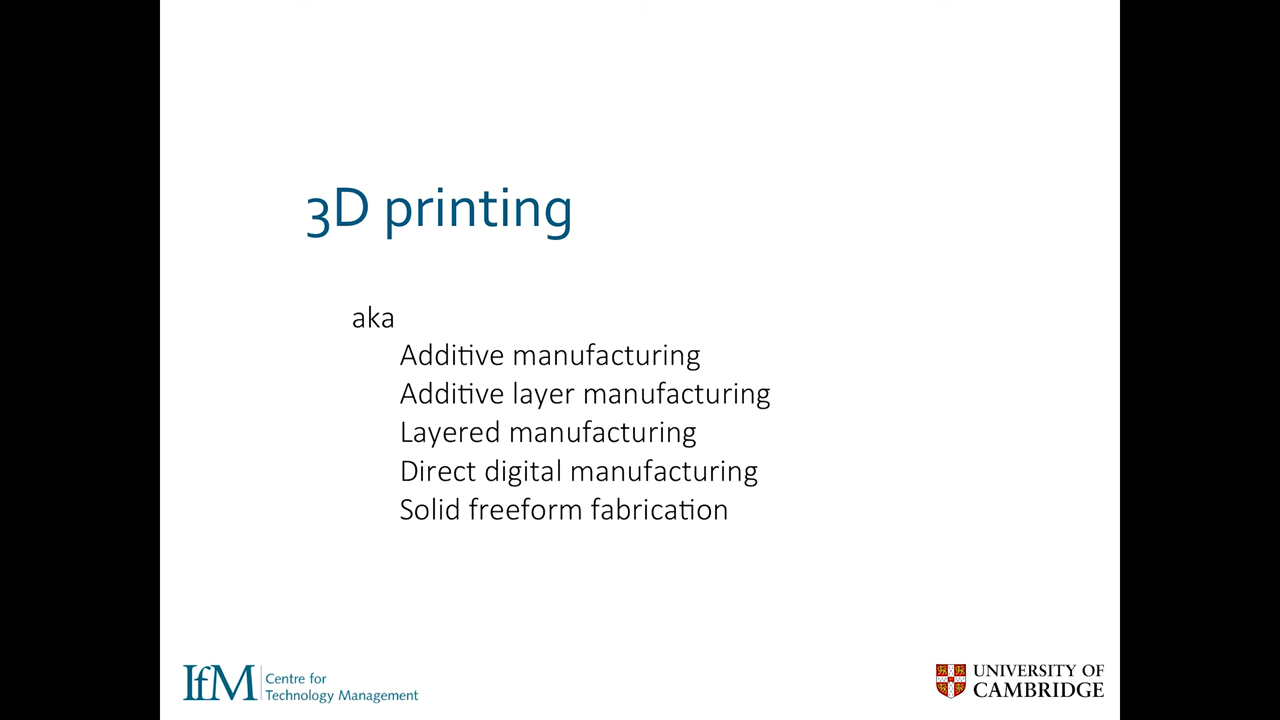 3D printing
aka
Additive manufacturing
Additive layer manufacturing
Layered manufacturing
Direct digital manufacturing
Solid freeform fabrication
IfM
Centre for
Technology Management
UNIVERSITY OF
CAMBRIDGE